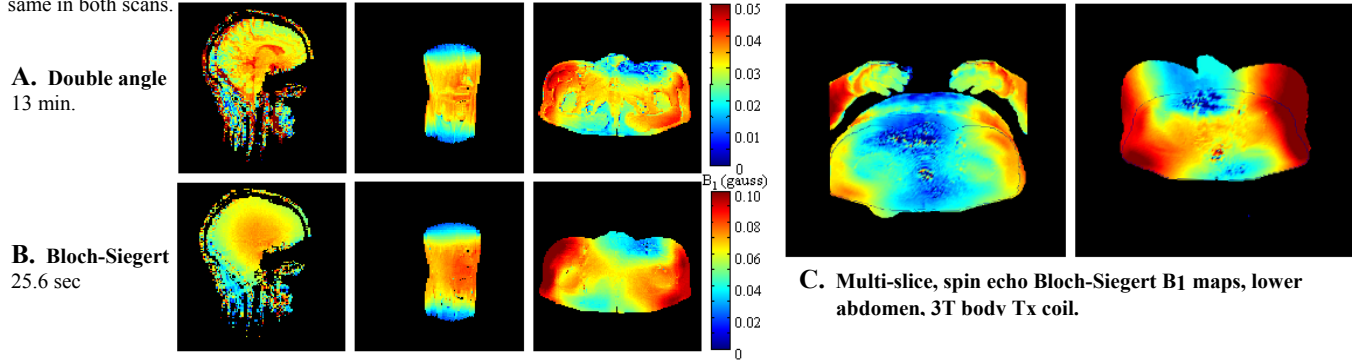 same in both scans.
A. Double angle
13 min.
0.05
0.04
0.03
0.02
0.01
0
B1 (gauss)
B. Bloch-Siegert
25.6 sec
0.10
0.08
0.06
0.04
0.02
0
C. Multi-slice, spin echo Bloch-Siegert B1 maps, lower
abdomen, 3T body Tx coil.